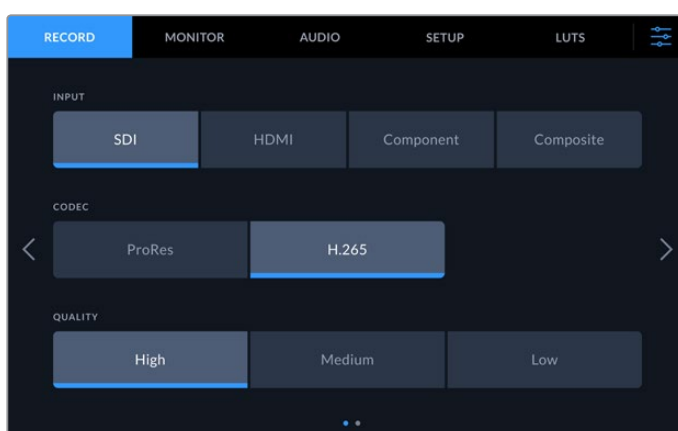 RECORD MONITOR AUDIO SETUP LUTS
INPUT
SDI HDMI Component Composite
CODEC
ProRes H.265
QUALITY
High Medium Low